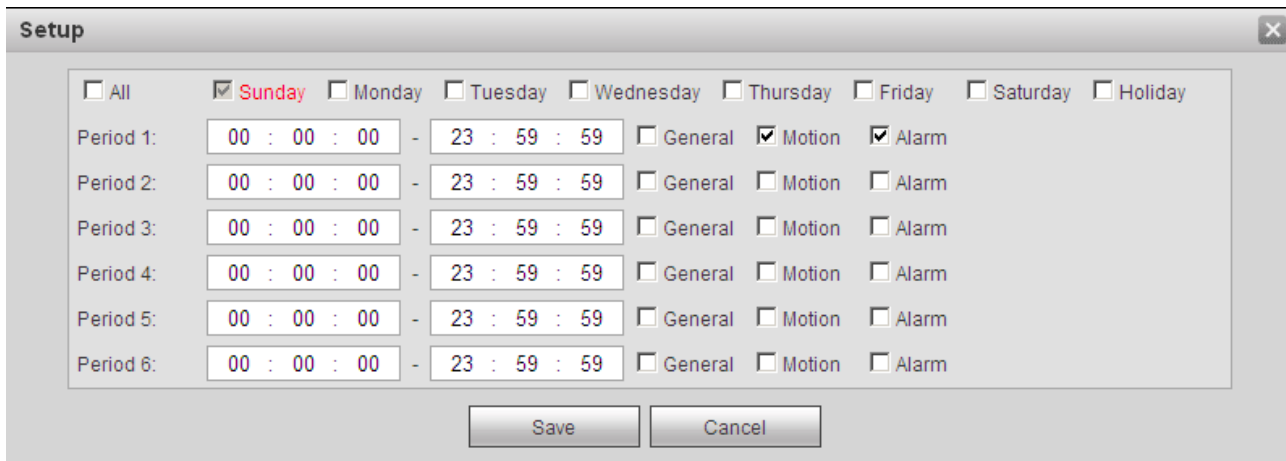 Setup
All Sunday Monday Tuesday Wednesday Thursday Friday Saturday Holiday
Period 1: 00 : 00 : 00 - 23 : 59 : 59 General Motion Alarm
Period 2: 00 : 00 : 00 - 23 : 59 : 59 General Motion Alarm
Period 3: 00 : 00 : 00 - 23 : 59 : 59 General Motion Alarm
Period 4: 00 : 00 : 00 - 23 : 59 : 59 General Motion Alarm
Period 5: 00 : 00 : 00 - 23 : 59 : 59 General Motion Alarm
Period 6: 00 : 00 : 00 - 23 : 59 : 59 General Motion Alarm
Save Cancel